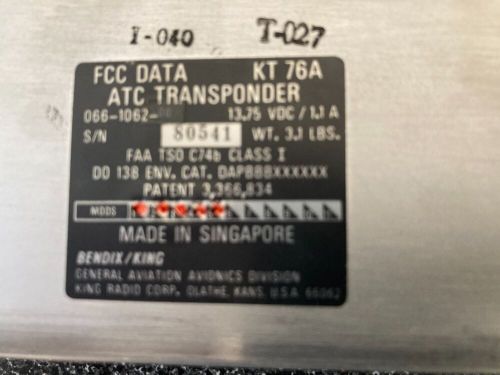 I-040 T-027
FCC DATA KT 76A
ATC TRANSPONDER
066-1062- 13.75 VDC / 1.1 A
S/N 80541 WT. 3.1 LBS.
FAA TSO C74b CLASS I
DO 138 ENV. CAT. DAPBBBXXXXXX
PATENT 3,366,834
MODS
MADE IN SINGAPORE
BENDIX/KING
GENERAL AVIATION AVIONICS DIVISION
KING RADIO CORP. OLATHE, KANS. U.S.A. 66062